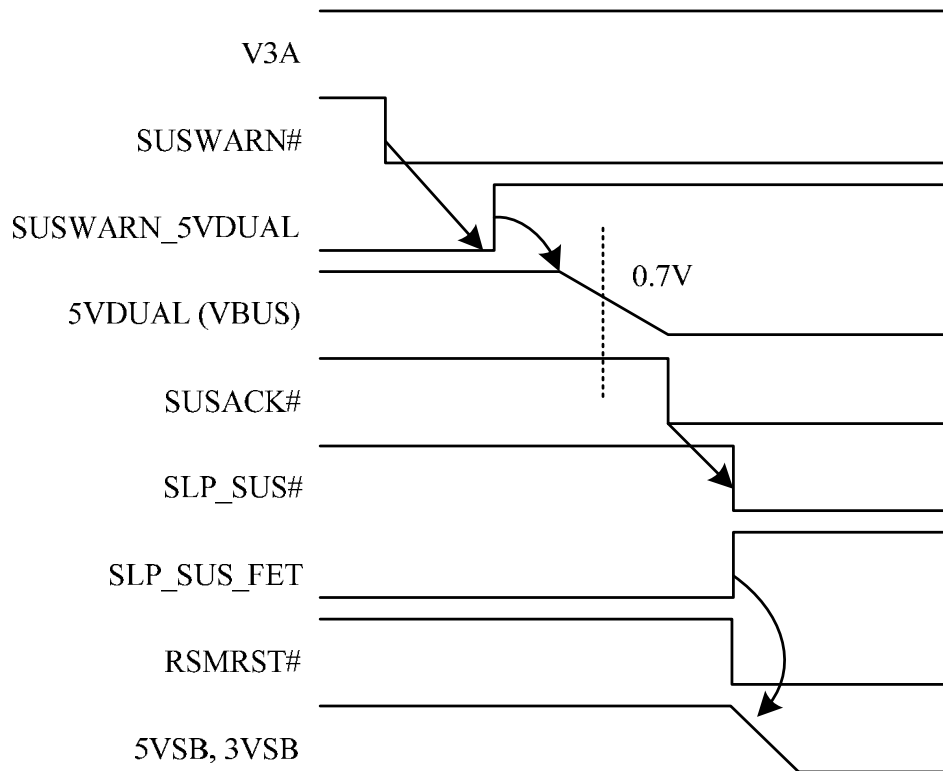 V3A
SUSWARN#
SUSWARN_5VDUAL
0.7V
5VDUAL (VBUS)
SUSACK#
SLP_SUS#
SLP_SUS_FET
RSMRST#
5VSB, 3VSB